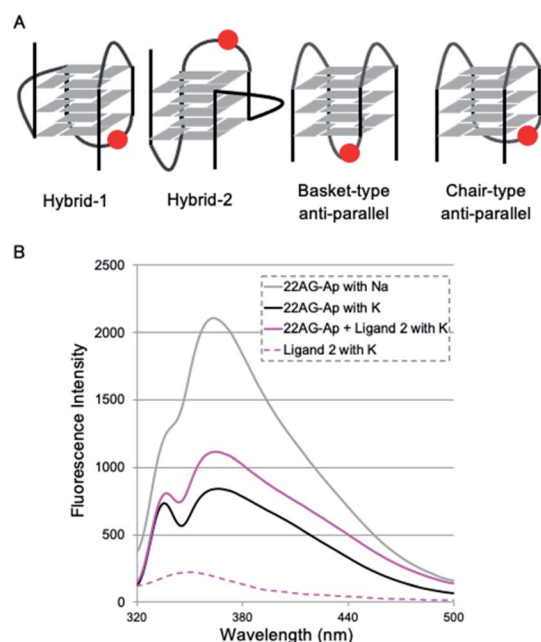 A
Hybrid-1
Hybrid-2
Basket-type
anti-parallel
Chair-type
anti-parallel
B
2500
2000
1500
1000
500
0
Fluorescence Intensity
22AG-Ap with Na
22AG-Ap with K
22AG-Ap + Ligand 2 with K
Ligand 2 with K
320
380
440
500
Wavelength (nm)